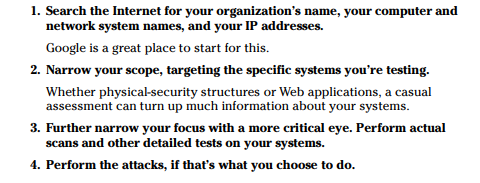 1. Search the Internet for your organization's name, your computer and
network system names, and your IP addresses.
Google is a great place to start for this.
2. Narrow your scope, targeting the specific systems you're testing.
Whether physical-security structures or Web applications, a casual
assessment can turn up much information about your systems.
3. Further narrow your focus with a more critical eye. Perform actual
scans and other detailed tests on your systems.
4. Perform the attacks, if that's what you choose to do.